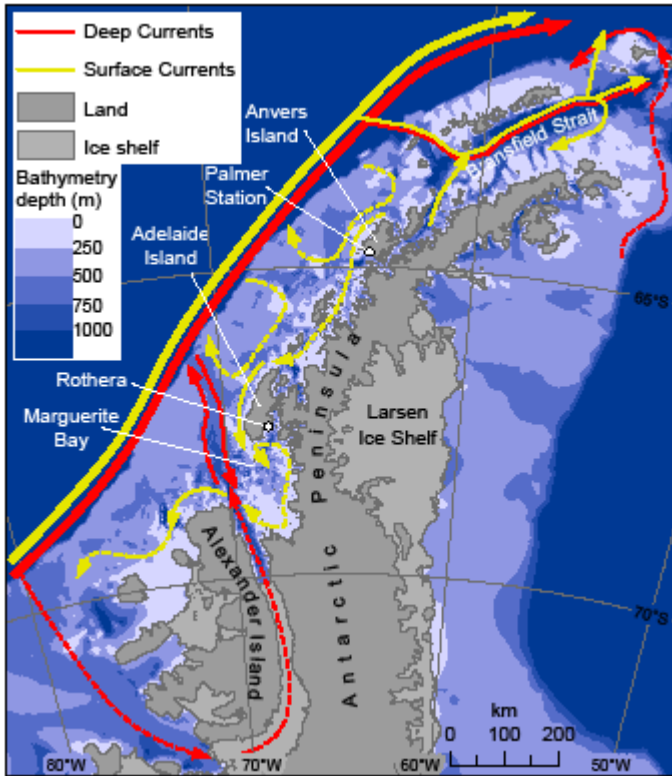 Deep Currents
Surface Currents
Land
Ice shelf
Bathymetry
depth (m)
0
250
500
750
1000
Anvers
Island
Palmer
Station
Adelaide
Island
Rothera
Marguerite
Bay
Bransfield Strait
65°S
Larsen
Ice Shelf
Antarctic Peninsula
Alexander Island
70°S
km
0 100 200
80°W
70°W
60°W
50°W